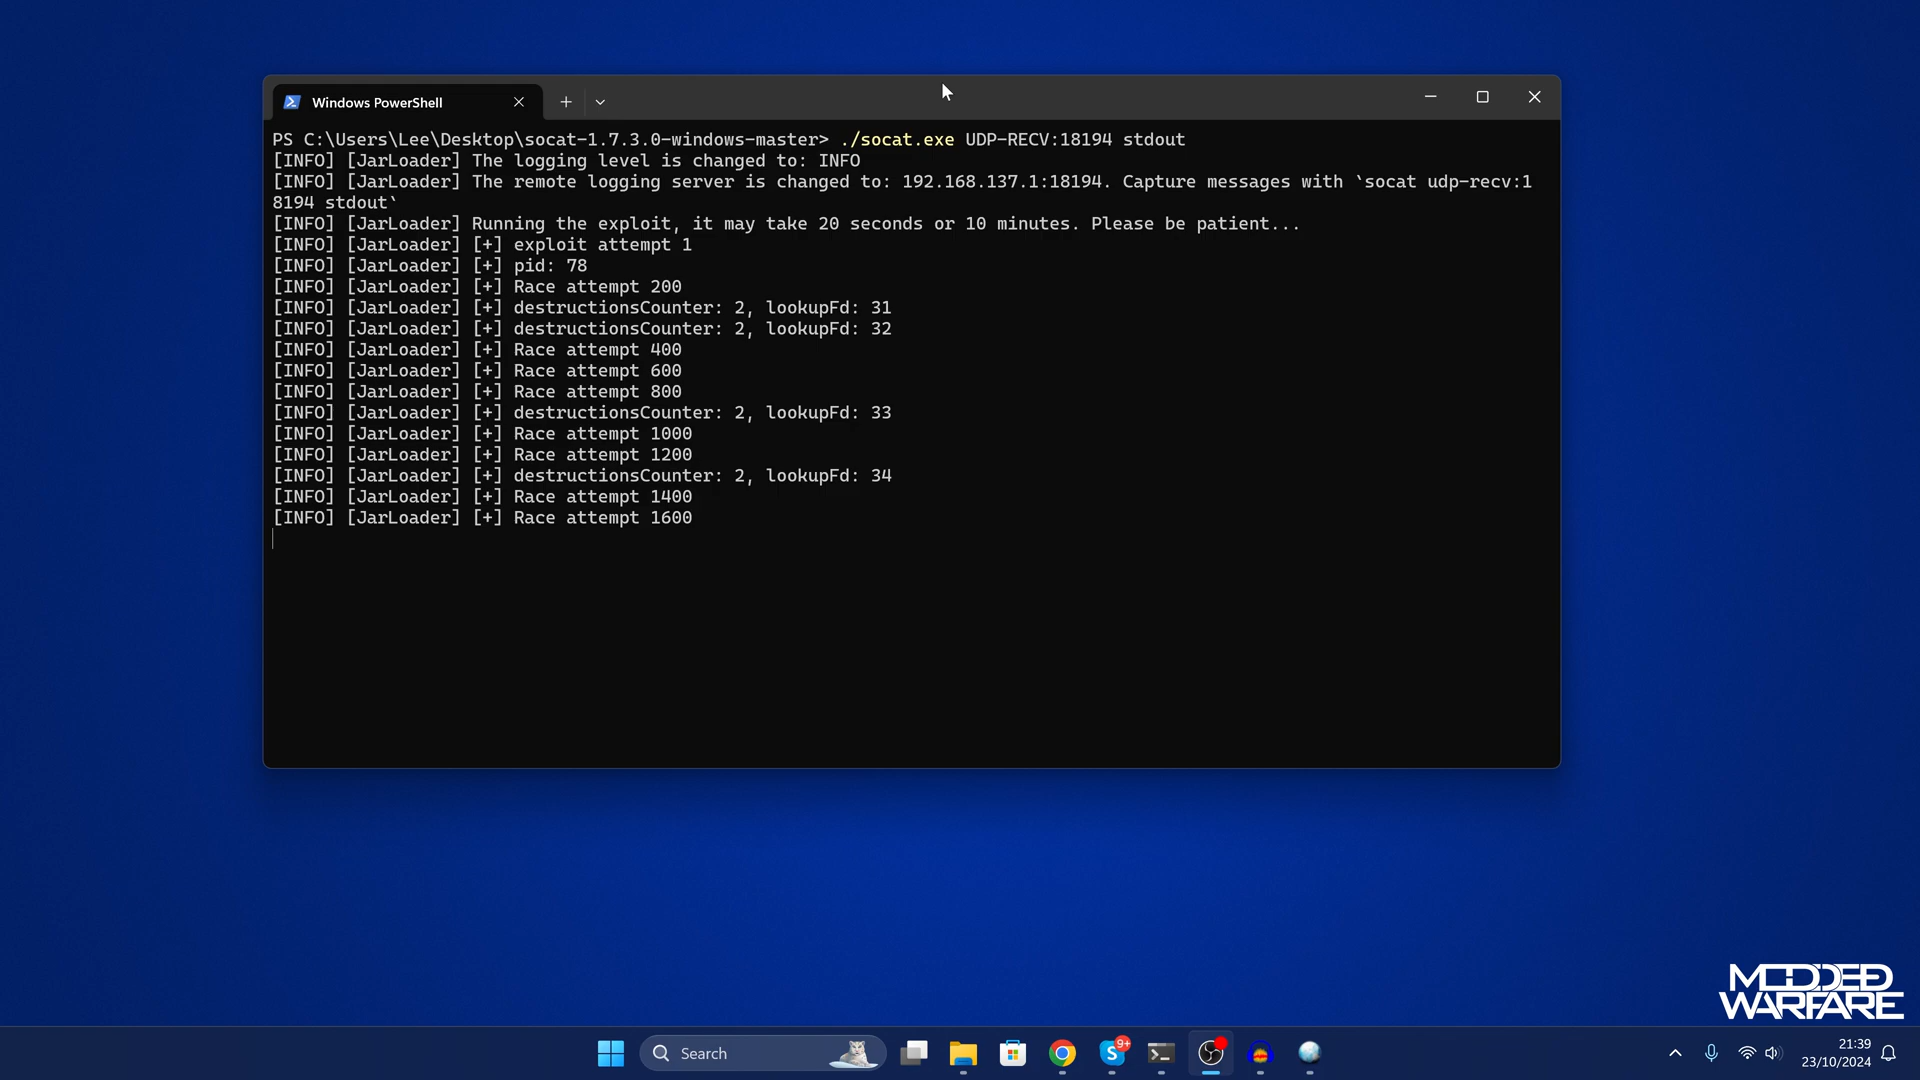 Windows PowerShell
PS C:\Users\Lee\Desktop\socat-1.7.3.0-windows-master> ./socat.exe UDP-RECV:18194 stdout
[INFO] [JarLoader] The logging level is changed to: INFO
[INFO] [JarLoader] The remote logging server is changed to: 192.168.137.1:18194. Capture messages with `socat udp-recv:1
8194 stdout`
[INFO] [JarLoader] Running the exploit, it may take 20 seconds or 10 minutes. Please be patient...
[INFO] [JarLoader] [+] exploit attempt 1
[INFO] [JarLoader] [+] pid: 78
[INFO] [JarLoader] [+] Race attempt 200
[INFO] [JarLoader] [+] destructionsCounter: 2, lookupFd: 31
[INFO] [JarLoader] [+] destructionsCounter: 2, lookupFd: 32
[INFO] [JarLoader] [+] Race attempt 400
[INFO] [JarLoader] [+] Race attempt 600
[INFO] [JarLoader] [+] Race attempt 800
[INFO] [JarLoader] [+] destructionsCounter: 2, lookupFd: 33
[INFO] [JarLoader] [+] Race attempt 1000
[INFO] [JarLoader] [+] Race attempt 1200
[INFO] [JarLoader] [+] destructionsCounter: 2, lookupFd: 34
[INFO] [JarLoader] [+] Race attempt 1400
[INFO] [JarLoader] [+] Race attempt 1600
MODDED
WARFARE
Search
S
9+
21:39
23/10/2024